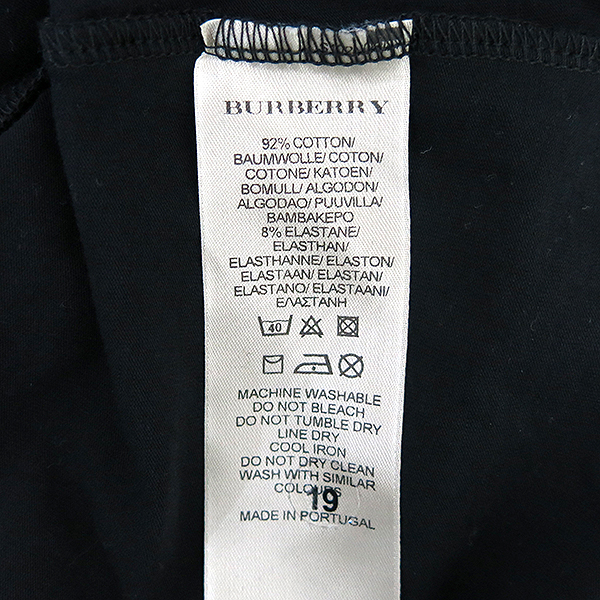 BURBERRY
92% COTTON/
BAUMWOLLE/ COTON/
COTONE/ KATOEN/
BOMULL/ ALGODON/
ALGODAO/ PUUVILLA/
BAMBAKEPO
8% ELASTANE/
ELASTHAN/
ELASTHANNE/ ELASTON/
ELASTAAN/ ELASTAN/
ELASTANO/ ELASTAANI/
ΕΛΑΣΤΑΝΗ
40
MACHINE WASHABLE
DO NOT BLEACH
DO NOT TUMBLE DRY
LINE DRY
COOL IRON
DO NOT DRY CLEAN
WASH WITH SIMILAR
COLOURS
19
MADE IN PORTUGAL